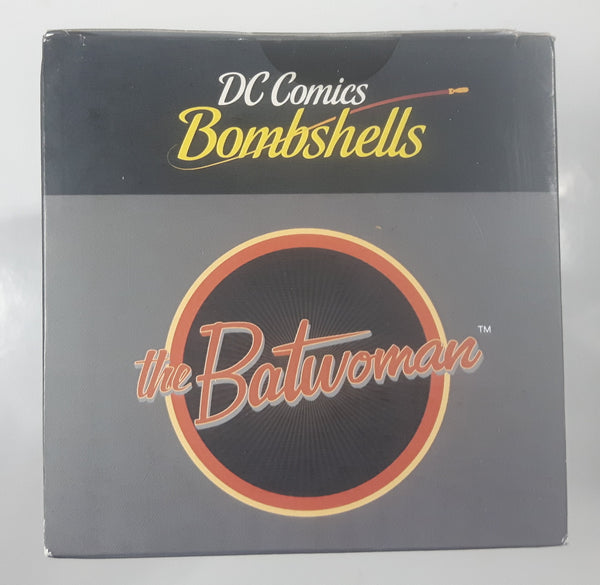 DC Comics
Bombshells
the Batwoman™